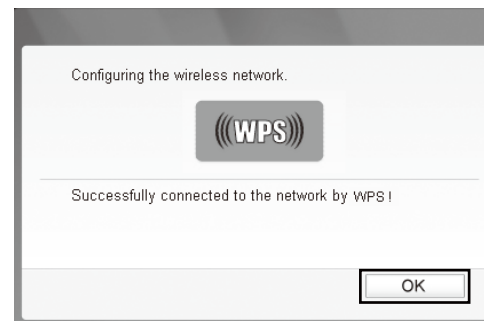 Configuring the wireless network.
(((WPS)))
Successfully connected to the network by WPS !
OK